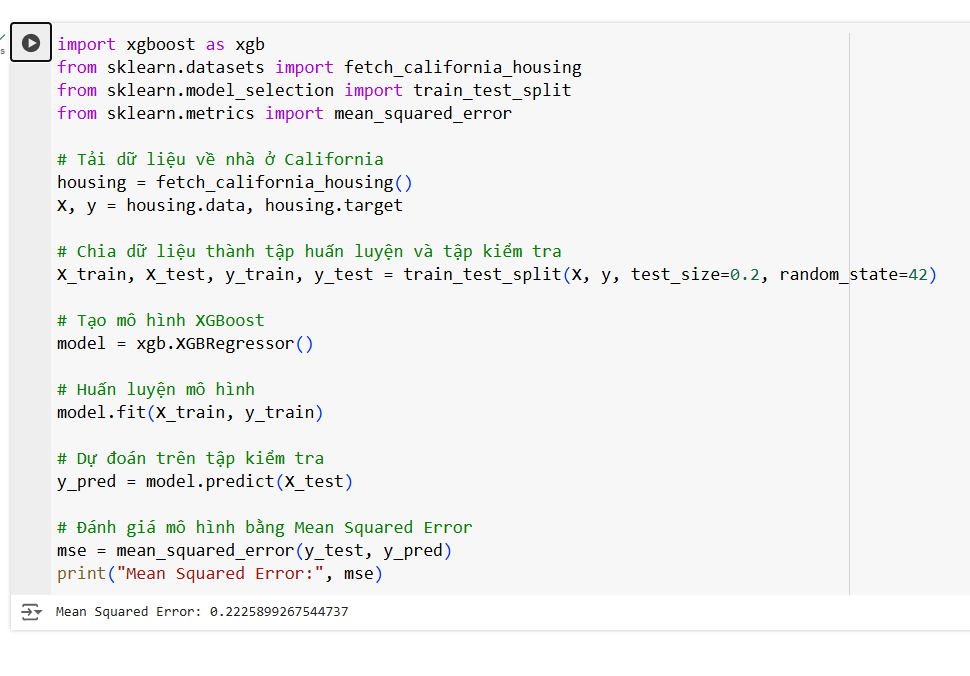 import xgboost as xgb
from sklearn.datasets import fetch_california_housing
from sklearn.model_selection import train_test_split
from sklearn.metrics import mean_squared_error
# Tải dữ liệu về nhà ở California
housing = fetch_california_housing()
X, y = housing.data, housing.target
# Chia dữ liệu thành tập huấn luyện và tập kiểm tra
X_train, X_test, y_train, y_test = train_test_split(X, y, test_size=0.2, random_state=42)
# Tạo mô hình XGBoost
model = xgb.XGBRegressor()
# Huấn luyện mô hình
model.fit(X_train, y_train)
# Dự đoán trên tập kiểm tra
y_pred = model.predict(X_test)
# Đánh giá mô hình bằng Mean Squared Error
mse = mean_squared_error(y_test, y_pred)
print("Mean Squared Error:", mse)
Mean Squared Error: 0.2225899267544737